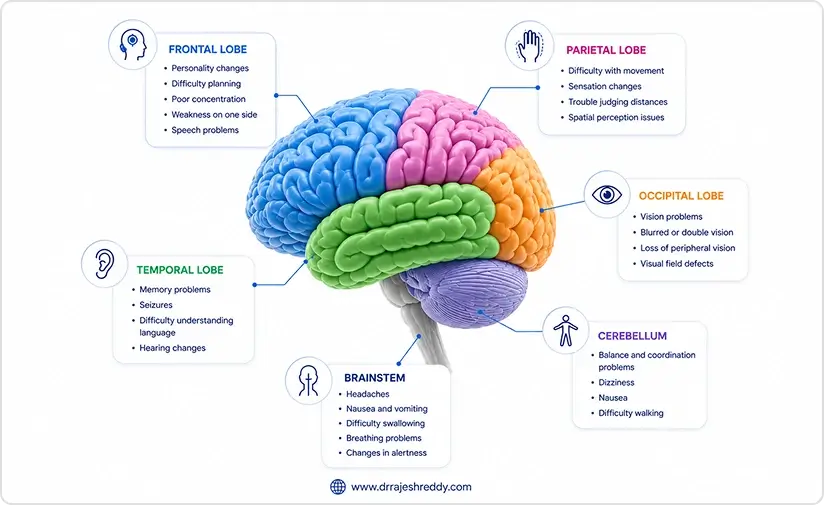 FRONTAL LOBE
• Personality changes
• Difficulty planning
• Poor concentration
• Weakness on one side
• Speech problems
PARIETAL LOBE
• Difficulty with movement
• Sensation changes
• Trouble judging distances
• Spatial perception issues
OCCIPITAL LOBE
• Vision problems
• Blurred or double vision
• Loss of peripheral vision
• Visual field defects
TEMPORAL LOBE
• Memory problems
• Seizures
• Difficulty understanding
language
• Hearing changes
CEREBELLUM
• Balance and coordination
problems
• Dizziness
• Nausea
• Difficulty walking
BRAINSTEM
• Headaches
• Nausea and vomiting
• Difficulty swallowing
• Breathing problems
• Changes in alertness
www.drrajeshreddy.com